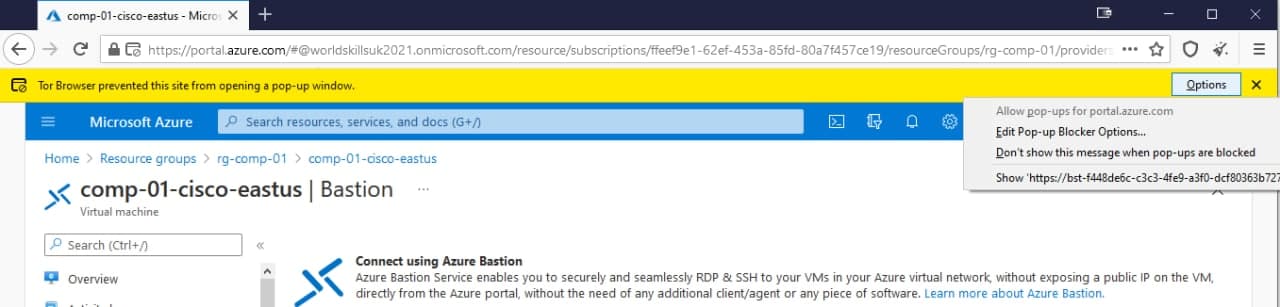 comp-01-cisco-eastus - Micros
https://portal.azure.com/#@worldskillsuk2021.onmicrosoft.com/resource/subscriptions/ffeef9e1-62ef-453a-85fd-80a7f457ce19/resourceGroups/rg-comp-01/providers
Tor Browser prevented this site from opening a pop-up window.
Options
Allow pop-ups for portal.azure.com
Edit Pop-up Blocker Options...
Don't show this message when pop-ups are blocked
Show 'https://bst-f448de6c-c3c3-4fe9-a3f0-dcf80363b727
Microsoft Azure
Search resources, services, and docs (G+/)
Home > Resource groups > rg-comp-01 > comp-01-cisco-eastus
comp-01-cisco-eastus | Bastion ...
Virtual machine
Search (Ctrl+/)
«
Overview
Connect using Azure Bastion
Azure Bastion Service enables you to securely and seamlessly RDP & SSH to your VMs in your Azure virtual network, without exposing a public IP on the VM,
directly from the Azure portal, without the need of any additional client/agent or any piece of software. Learn more about Azure Bastion.